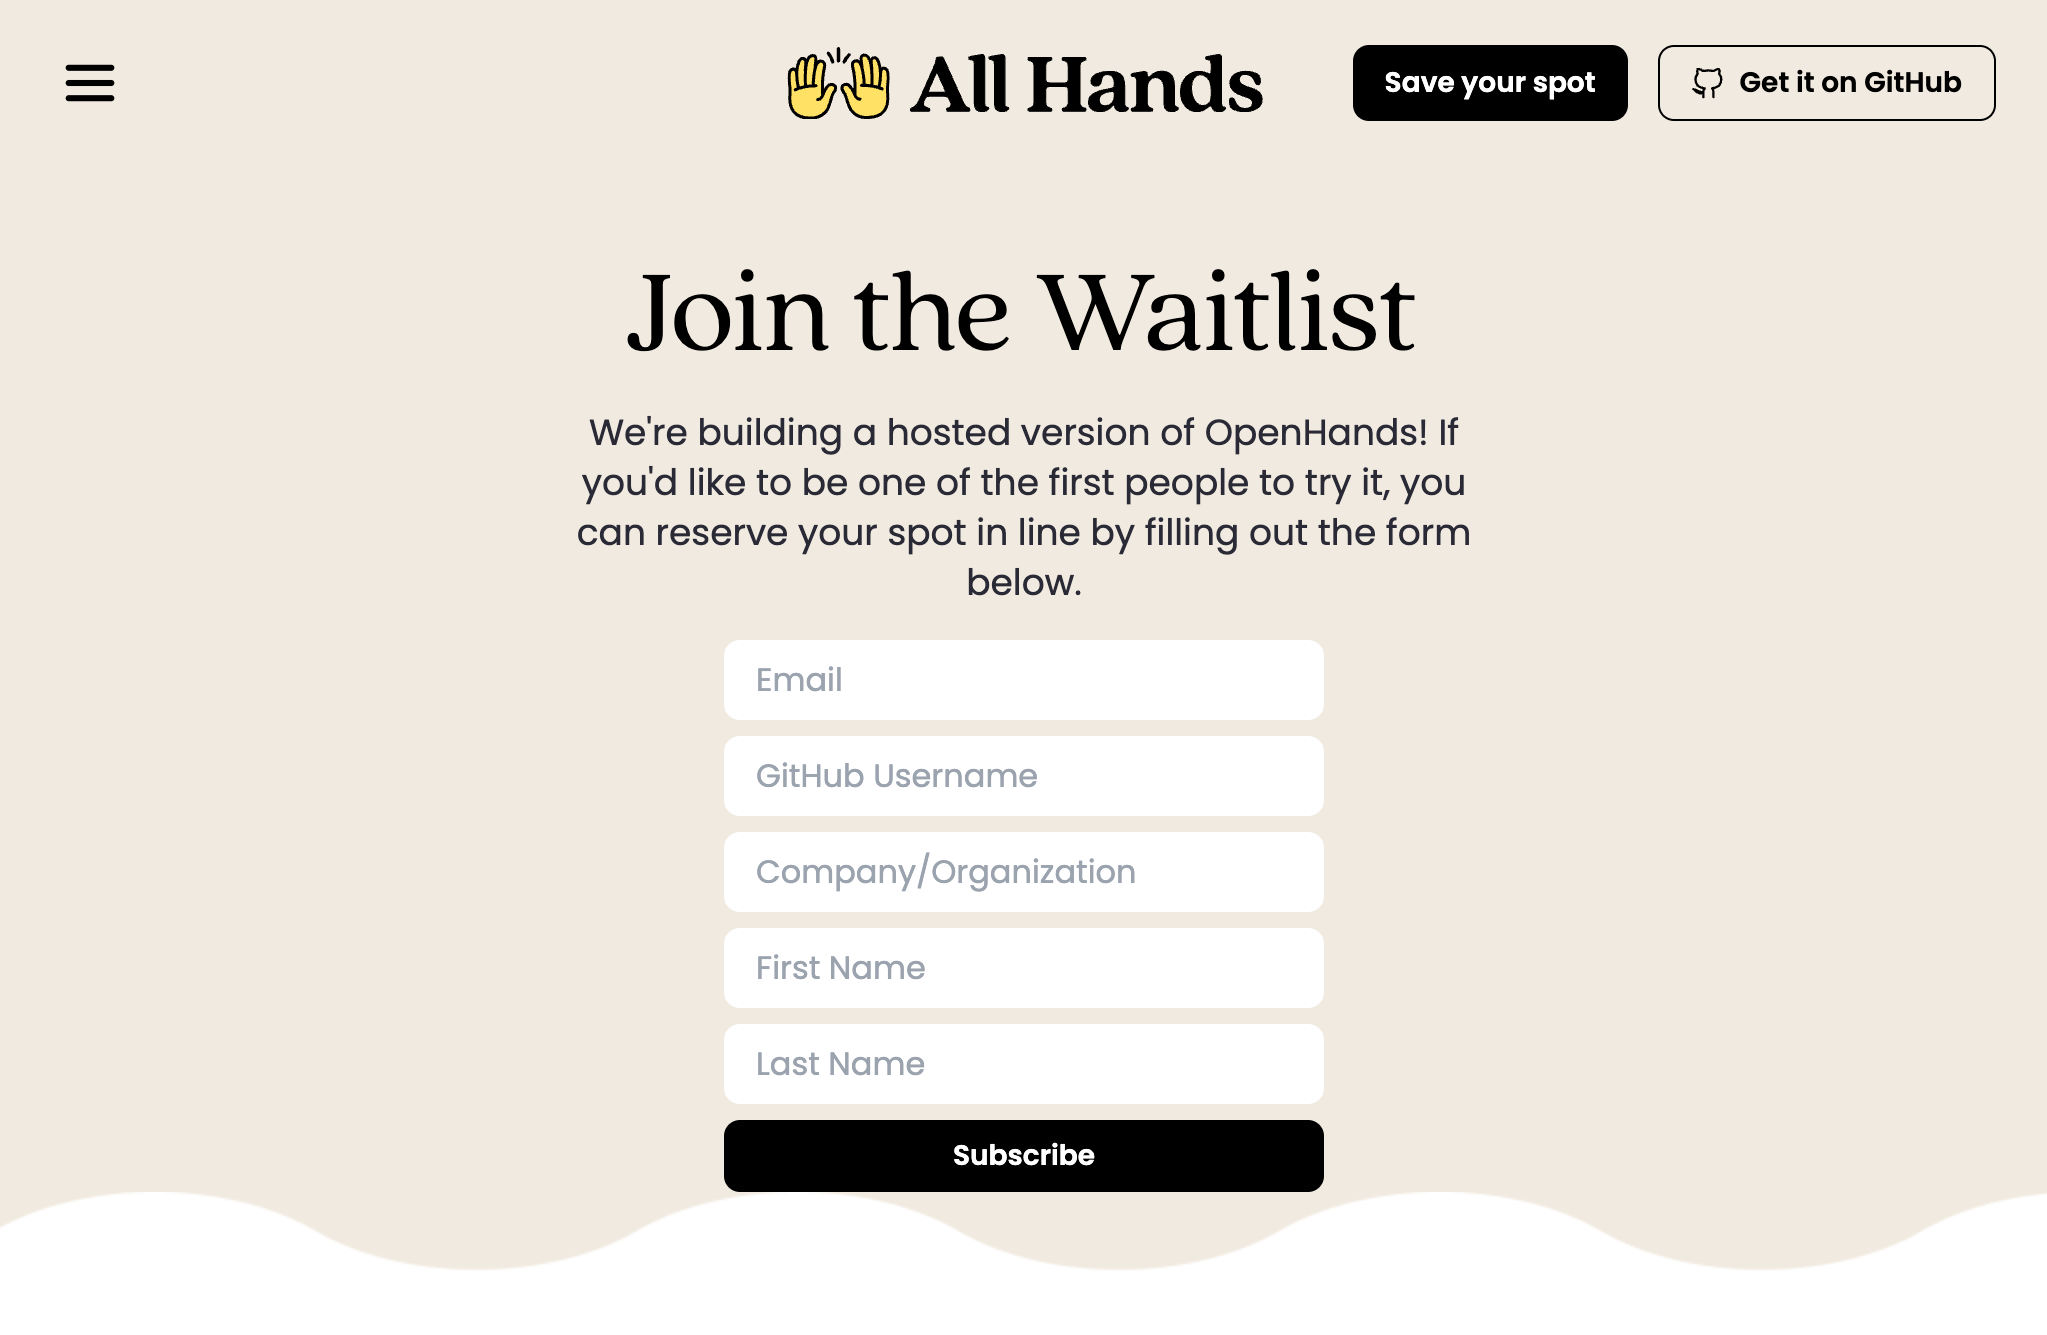 All Hands
Save your spot
Get it on GitHub
Join the Waitlist
We're building a hosted version of OpenHands! If
you'd like to be one of the first people to try it, you
can reserve your spot in line by filling out the form
below.
Email
GitHub Username
Company/Organization
First Name
Last Name
Subscribe